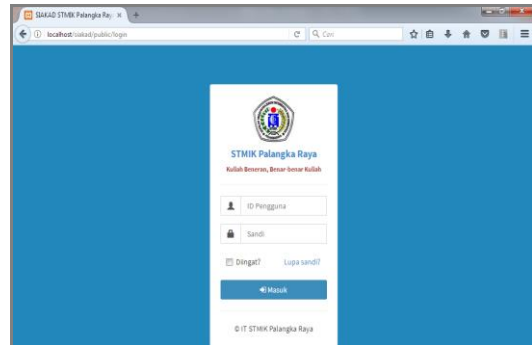 SIAKAD STMIK Palangka Ray
localhost/siakad/public/login
Cari
STMIK Palangka Raya
Kuliah Beneran, Benar-benar Kuliah
ID Pengguna
Sandi
Diingat?
Lupa sandi?
Masuk
© IT STMIK Palangka Raya